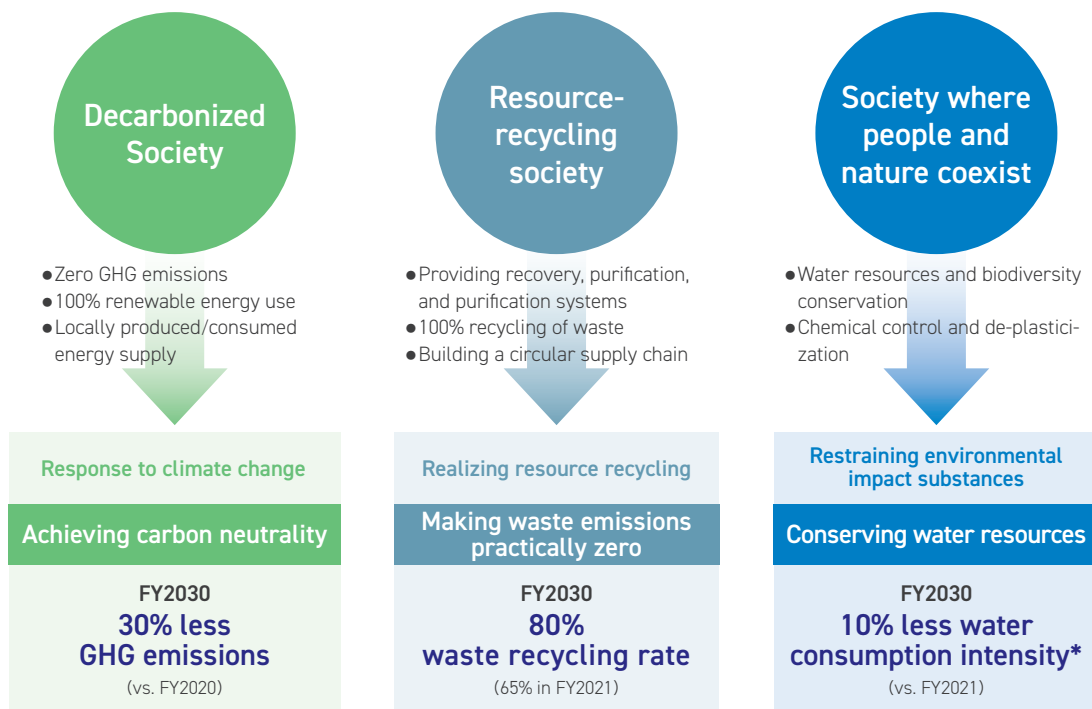 Decarbonized
Society
●Zero GHG emissions
●100% renewable energy use
●Locally produced/consumed
energy supply
Response to climate change
Achieving carbon neutrality
FY2030
30% less
GHG emissions
(vs. FY2020)
Resource-
recycling
society
●Providing recovery, purification,
and purification systems
●100% recycling of waste
●Building a circular supply chain
Realizing resource recycling
Making waste emissions
practically zero
FY2030
80%
waste recycling rate
(65% in FY2021)
Society where
people and
nature coexist
●Water resources and biodiversity
conservation
●Chemical control and de-plastici-
zation
Restraining environmental
impact substances
Conserving water resources
FY2030
10% less water
consumption intensity*
(vs. FY2021)